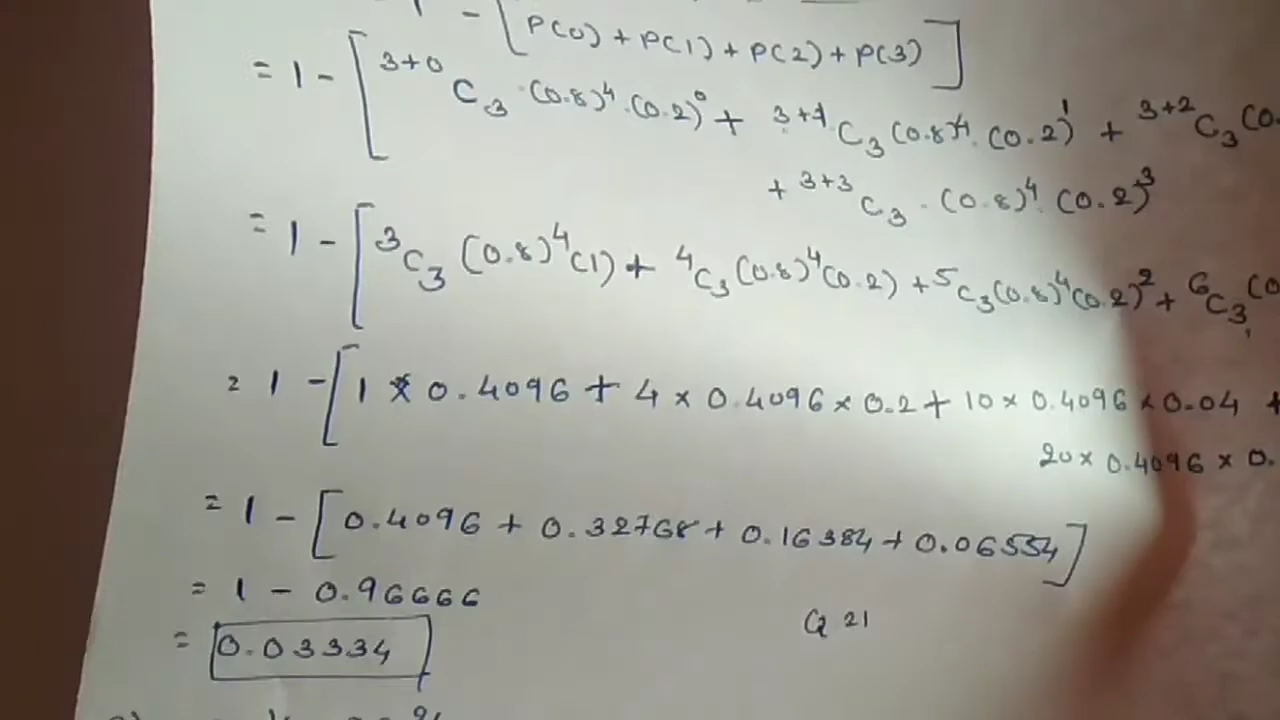 1 - [P(0) + P(1) + P(2) + P(3)]
= 1 - [ ³⁺⁰C₃ · (0.8)⁴ · (0.2)⁰ + ³⁺¹C₃ (0.8)⁴ · (0.2)¹ + ³⁺²C₃ (0.
+ ³⁺³C₃ · (0.8)⁴ · (0.2)³
= 1 - [ ³C₃ (0.8)⁴ (1) + ⁴C₃ (0.8)⁴ (0.2) + ⁵C₃ (0.8)⁴ (0.2)² + ⁶C₃ (0
= 1 - [ 1 × 0.4096 + 4 × 0.4096 × 0.2 + 10 × 0.4096 × 0.04 +
20 × 0.4096 × 0.
= 1 - [ 0.4096 + 0.32768 + 0.16384 + 0.06554 ]
= 1 - 0.96666
Q 21
= 0.03334